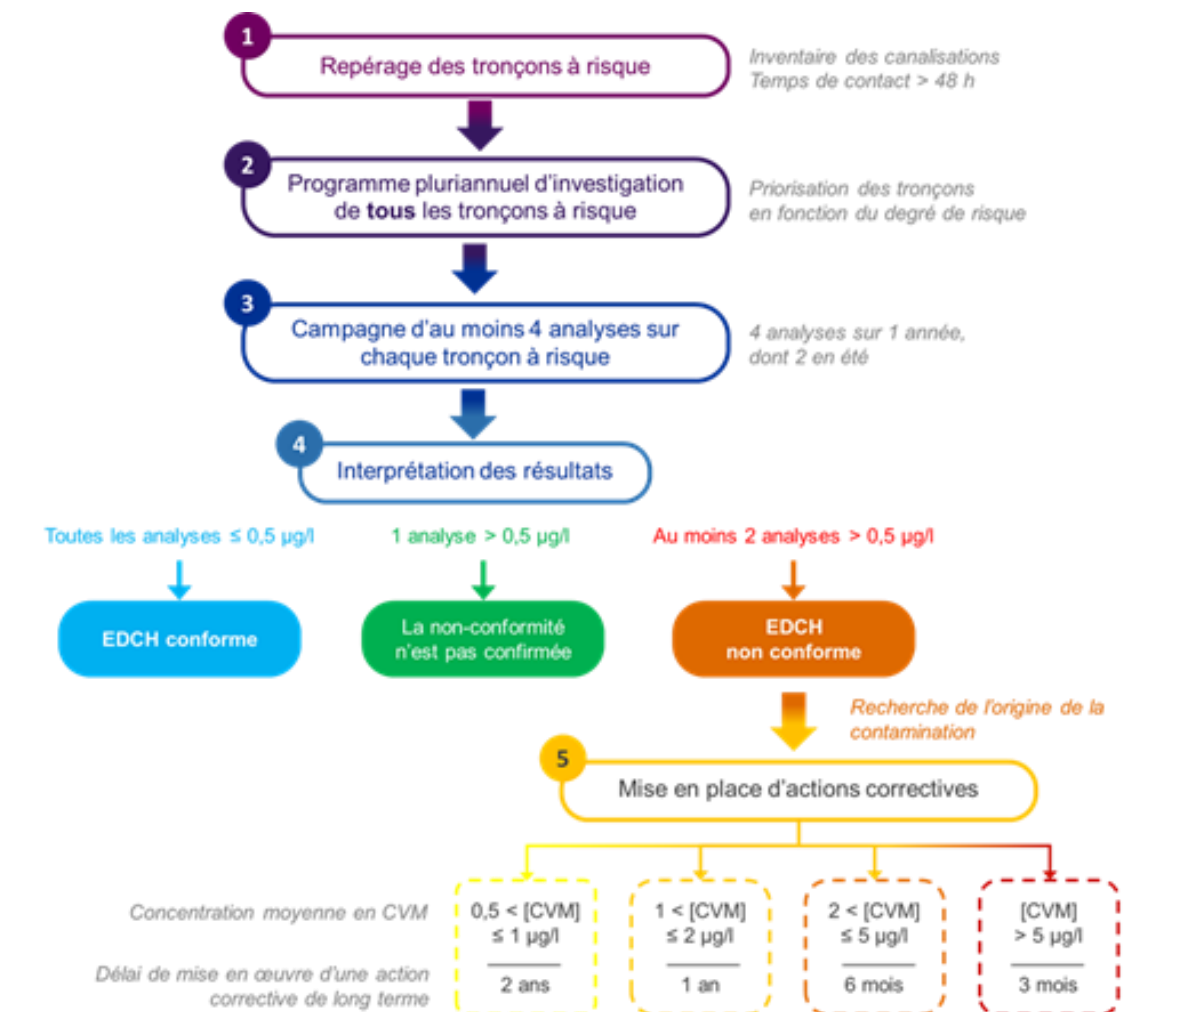 1
Repérage des tronçons à risque
Inventaire des canalisations
Temps de contact > 48 h
2
Programme pluriannuel d'investigation
de tous les tronçons à risque
Priorisation des tronçons
en fonction du degré de risque
3
Campagne d'au moins 4 analyses sur
chaque tronçon à risque
4 analyses sur 1 année,
dont 2 en été
4
Interprétation des résultats
Toutes les analyses ≤ 0,5 µg/l
1 analyse > 0,5 µg/l
Au moins 2 analyses > 0,5 µg/l
EDCH conforme
La non-conformité
n'est pas confirmée
EDCH
non conforme
Recherche de l'origine de la
contamination
5
Mise en place d'actions correctives
Concentration moyenne en CVM
0,5 < [CVM]
≤ 1 µg/l
1 < [CVM]
≤ 2 µg/l
2 < [CVM]
≤ 5 µg/l
[CVM]
> 5 µg/l
Délai de mise en œuvre d'une action
corrective de long terme
2 ans
1 an
6 mois
3 mois